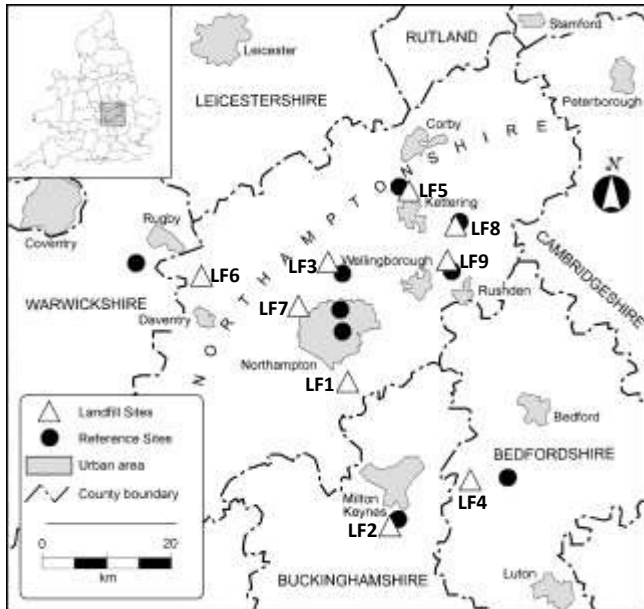 Stamford
RUTLAND
Leicester
LEICESTERSHIRE
Peterborough
Corby
NORTHAMPTONSHIRE
N
LF5
Kettering
Rugby
Coventry
LF8
CAMBRIDGESHIRE
LF3
Wellingborough
LF9
LF6
Rushden
WARWICKSHIRE
LF7
Daventry
Northampton
LF1
Landfill Sites
Reference Sites
Urban area
County boundary
0 20
km
Bedford
BEDFORDSHIRE
LF4
Milton
Keynes
LF2
BUCKINGHAMSHIRE
Luton